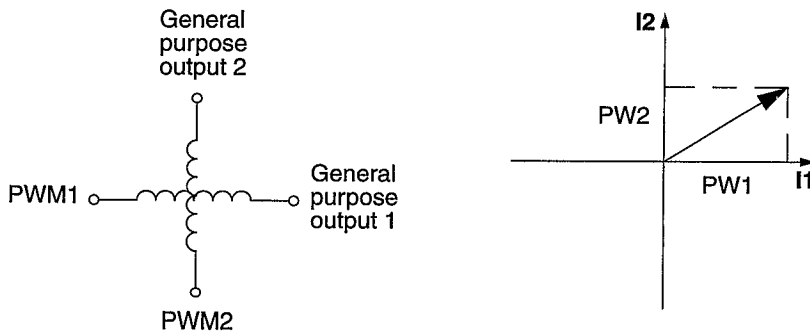 General
purpose
output 2
PWM1
General
purpose
output 1
PWM2
I2
PW2
PW1
I1